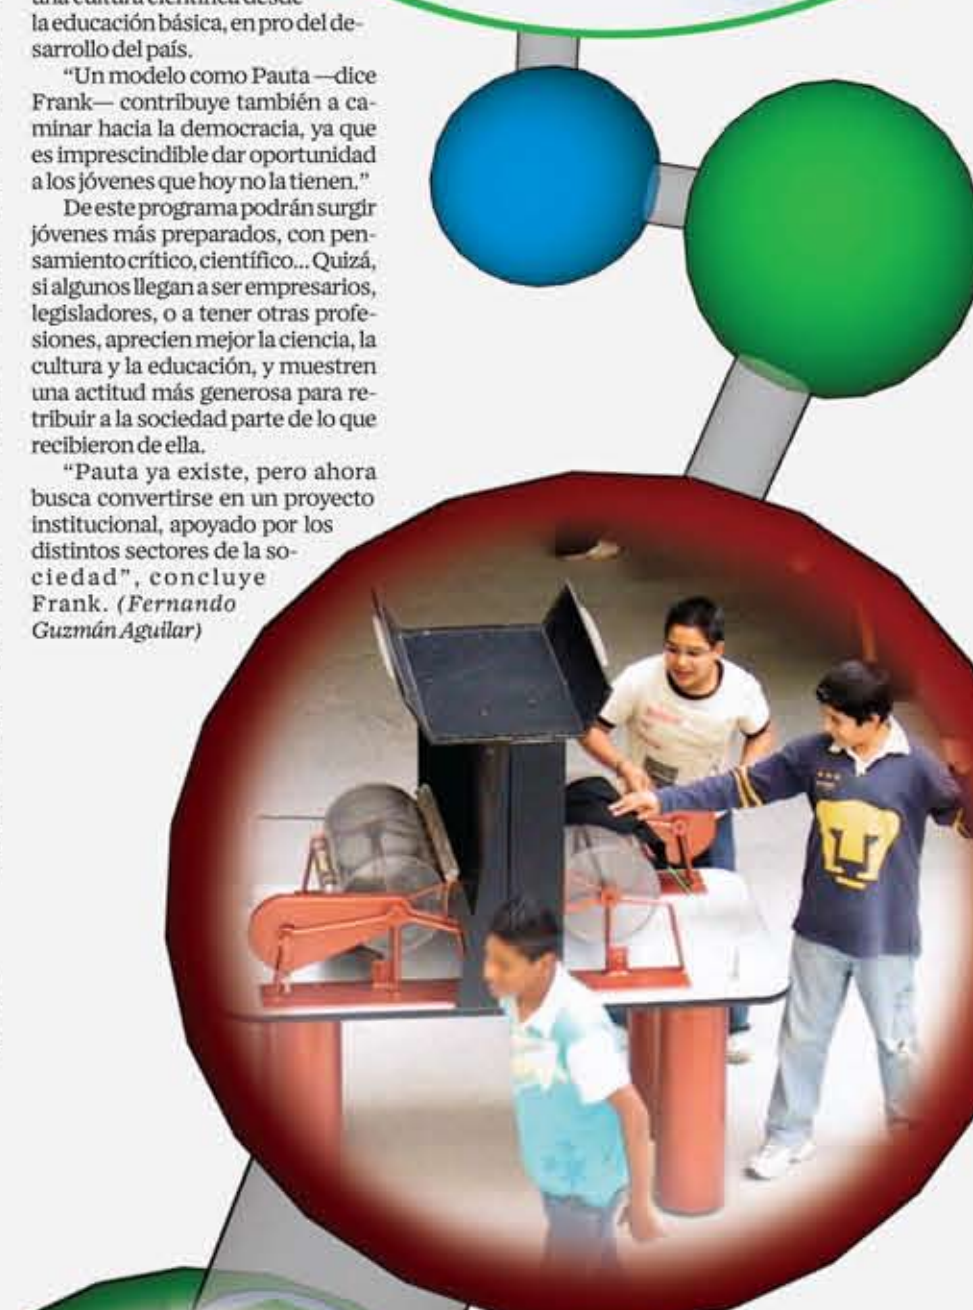 la educación básica, en pro del de-
sarrollo del país.
“Un modelo como Pauta —dice
Frank— contribuye también a ca-
minar hacia la democracia, ya que
es imprescindible dar oportunidad
a los jóvenes que hoy no la tienen.”
De este programa podrán surgir
jóvenes más preparados, con pen-
samiento crítico, científico... Quizá,
si algunos llegan a ser empresarios,
legisladores, o a tener otras profe-
siones, aprecien mejor la ciencia, la
cultura y la educación, y muestren
una actitud más generosa para re-
tribuir a la sociedad parte de lo que
recibieron de ella.
“Pauta ya existe, pero ahora
busca convertirse en un proyecto
institucional, apoyado por los
distintos sectores de la so-
ciedad”, concluye
Frank. (Fernando
Guzmán Aguilar)